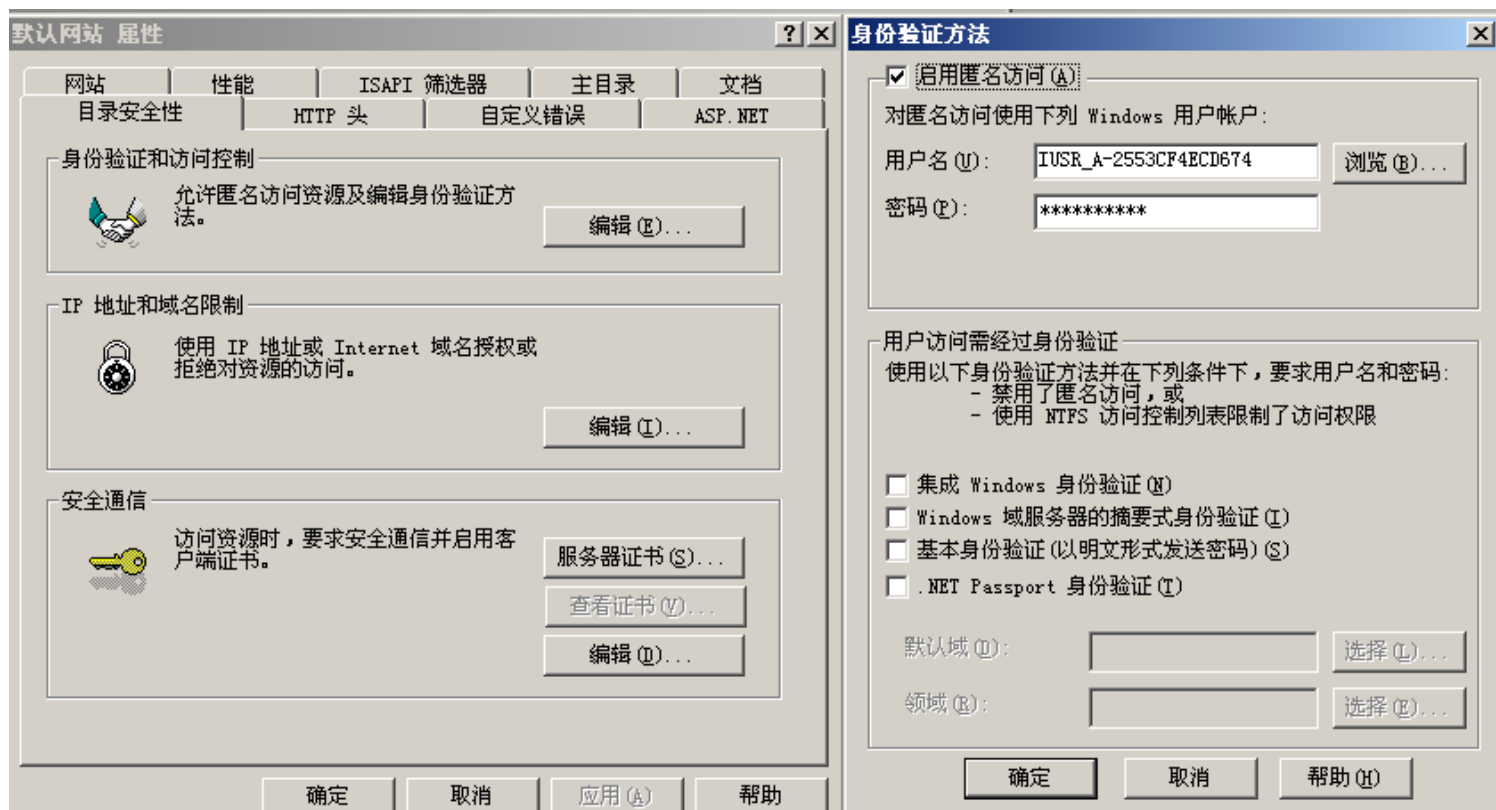 默认网站 属性
网站
性能
ISAPI 筛选器
主目录
文档
目录安全性
HTTP 头
自定义错误
ASP.NET
身份验证和访问控制
允许匿名访问资源及编辑身份验证方
法。
编辑(E)...
IP 地址和域名限制
使用 IP 地址或 Internet 域名授权或
拒绝对资源的访问。
编辑(I)...
安全通信
访问资源时，要求安全通信并启用客
户端证书。
服务器证书(S)...
查看证书(V)...
编辑(D)...
确定
取消
应用(A)
帮助
身份验证方法
启用匿名访问(A)
对匿名访问使用下列 Windows 用户帐户:
用户名(U):
IUSR_A-2553CF4ECD674
浏览(B)...
密码(P):
**********
用户访问需经过身份验证
使用以下身份验证方法并在下列条件下，要求用户名和密码:
- 禁用了匿名访问，或
- 使用 NTFS 访问控制列表限制了访问权限
集成 Windows 身份验证(N)
Windows 域服务器的摘要式身份验证(I)
基本身份验证(以明文形式发送密码)(S)
.NET Passport 身份验证(T)
默认域(D):
选择(L)...
领域(R):
选择(E)...
确定
取消
帮助(H)